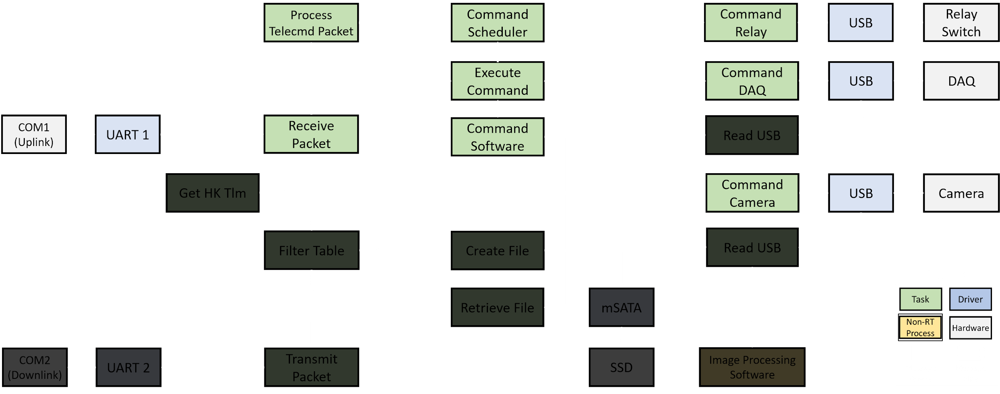 Process
Telecmd Packet
Command
Scheduler
Command
Relay
USB
Relay
Switch
Execute
Command
Command
DAQ
USB
DAQ
COM1
(Uplink)
UART 1
Receive
Packet
Command
Software
Read USB
Get HK Tlm
Command
Camera
USB
Camera
Filter Table
Create File
Read USB
Retrieve File
mSATA
Task
Driver
Non-RT
Process
Hardware
COM2
(Downlink)
UART 2
Transmit
Packet
SSD
Image Processing
Software